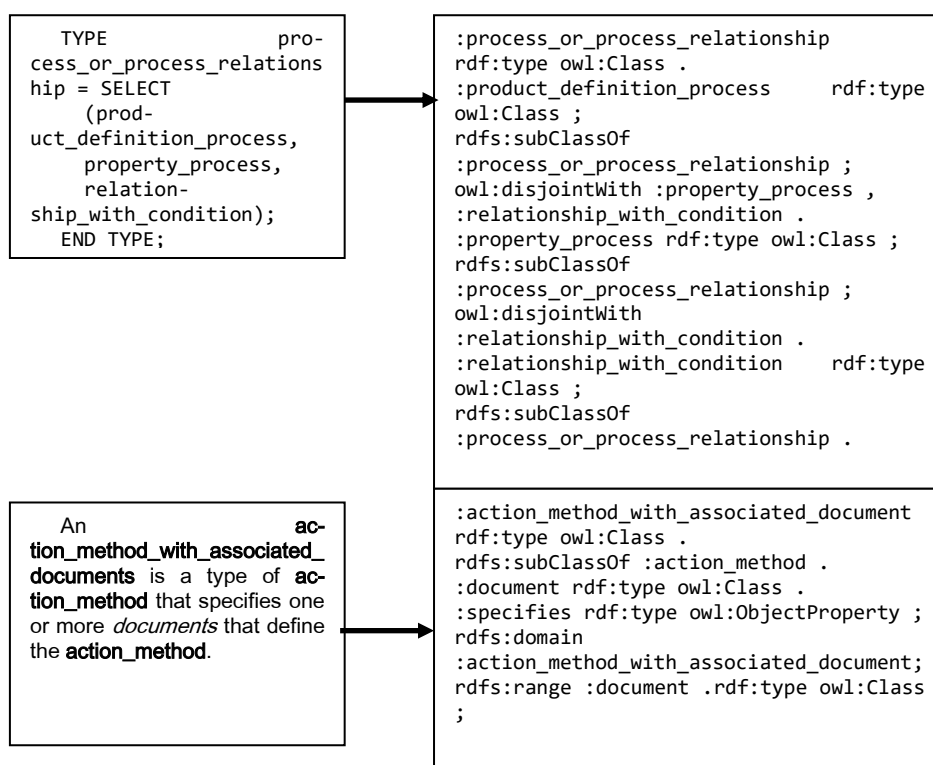 TYPE pro-
cess_or_process_relations
hip = SELECT
(prod-
uct_definition_process,
property_process,
relation-
ship_with_condition);
END TYPE;
:process_or_process_relationship
rdf:type owl:Class .
:product_definition_process rdf:type
owl:Class ;
rdfs:subClassOf
:process_or_process_relationship ;
owl:disjointWith :property_process ,
:relationship_with_condition .
:property_process rdf:type owl:Class ;
rdfs:subClassOf
:process_or_process_relationship ;
owl:disjointWith
:relationship_with_condition .
:relationship_with_condition rdf:type
owl:Class ;
rdfs:subClassOf
:process_or_process_relationship .
An ac-
tion_method_with_associated_
documents is a type of ac-
tion_method that specifies one
or more documents that define
the action_method.
:action_method_with_associated_document
rdf:type owl:Class .
rdfs:subClassOf :action_method .
:document rdf:type owl:Class .
:specifies rdf:type owl:ObjectProperty ;
rdfs:domain
:action_method_with_associated_document;
rdfs:range :document .rdf:type owl:Class
;